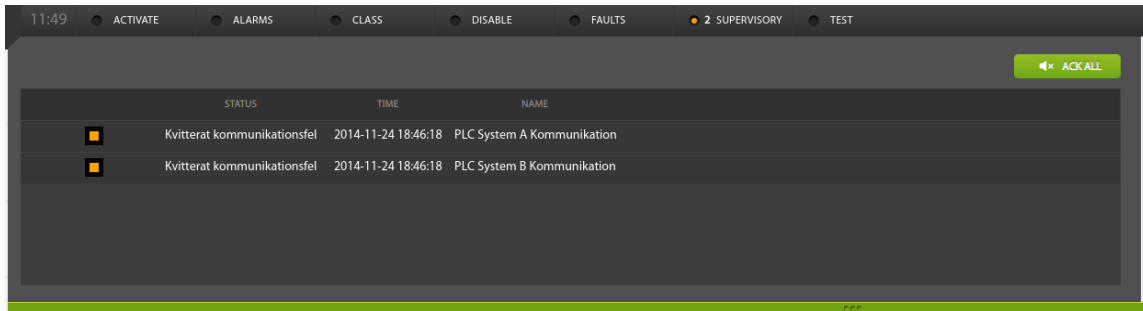 11:49 ACTIVATE ALARMS CLASS DISABLE FAULTS 2 SUPERVISORY TEST
ACK ALL
STATUS TIME NAME
Kvitterat kommunikationsfel 2014-11-24 18:46:18 PLC System A Kommunikation
Kvitterat kommunikationsfel 2014-11-24 18:46:18 PLC System B Kommunikation